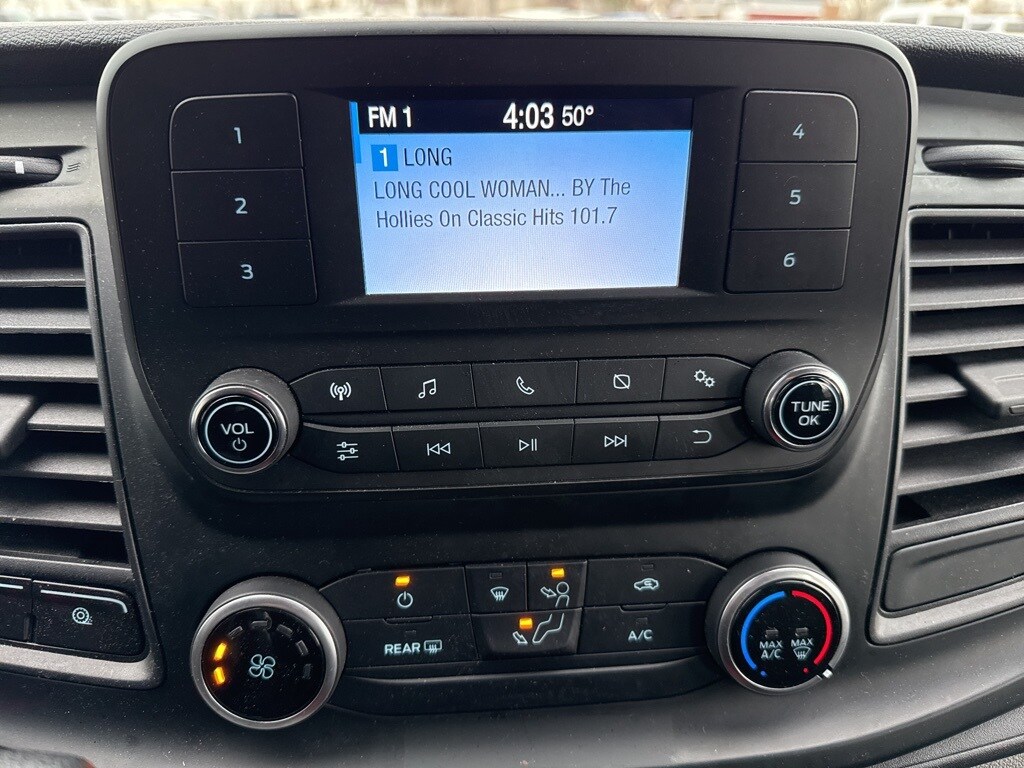 FM 1 4:03 50°
1 LONG
LONG COOL WOMAN... BY The
Hollies On Classic Hits 101.7
1
2
3
4
5
6
VOL
TUNE
OK
REAR
A/C
MAX
A/C
MAX